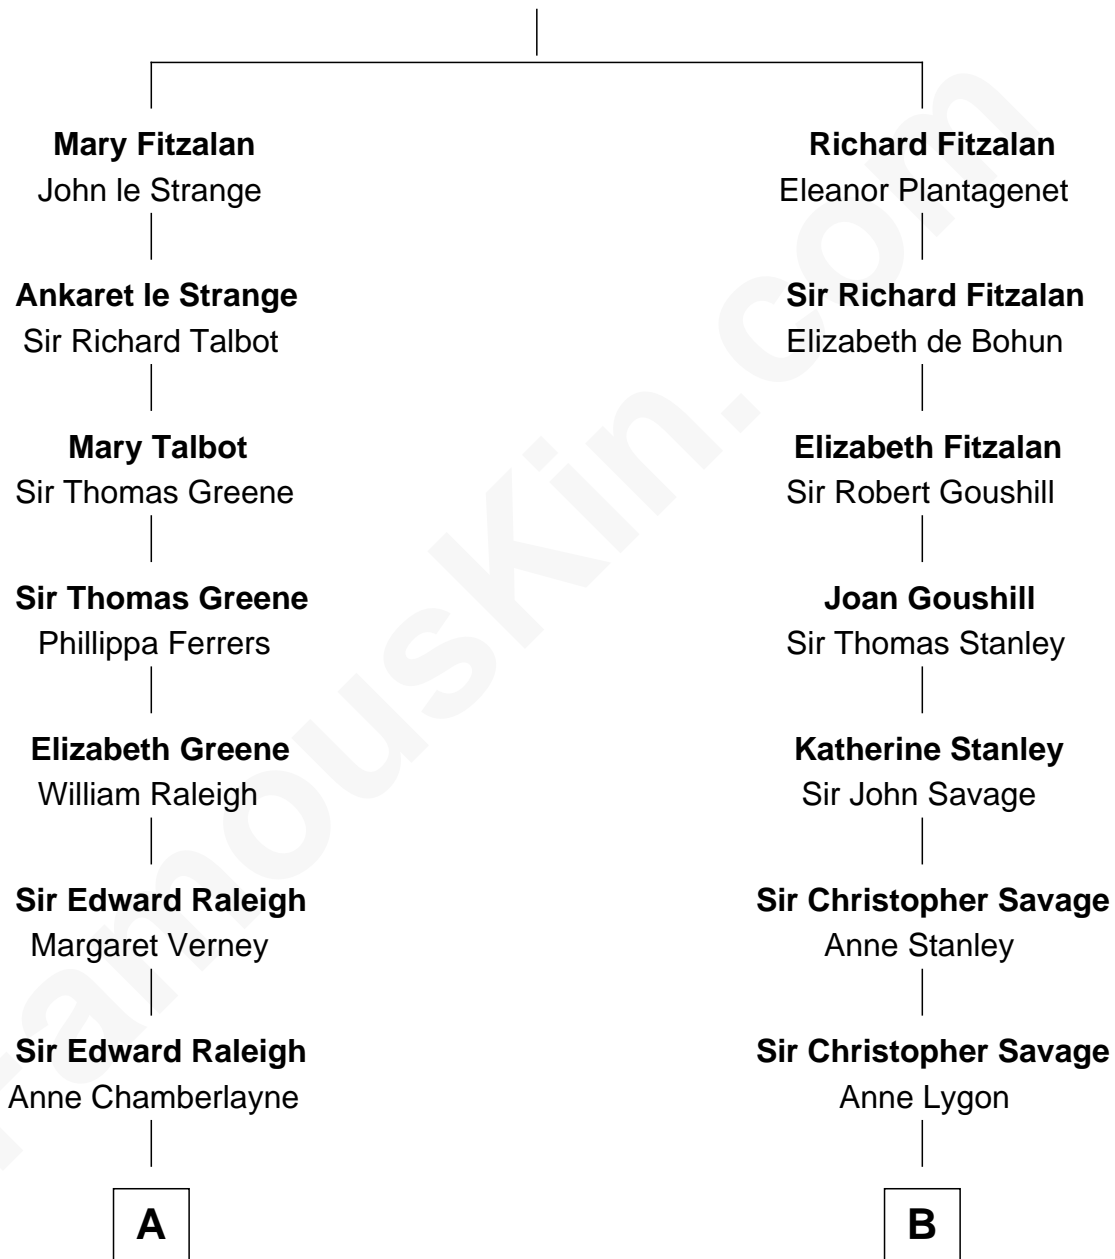 Mary Fitzalan
John le Strange
Richard Fitzalan
Eleanor Plantagenet
Ankaret le Strange
Sir Richard Talbot
Sir Richard Fitzalan
Elizabeth de Bohun
Mary Talbot
Sir Thomas Greene
Elizabeth Fitzalan
Sir Robert Goushill
Sir Thomas Greene
Phillippa Ferrers
Joan Goushill
Sir Thomas Stanley
Elizabeth Greene
William Raleigh
Katherine Stanley
Sir John Savage
Sir Edward Raleigh
Margaret Verney
Sir Christopher Savage
Anne Stanley
Sir Edward Raleigh
Anne Chamberlayne
Sir Christopher Savage
Anne Lygon
A
B
FamousKin.com